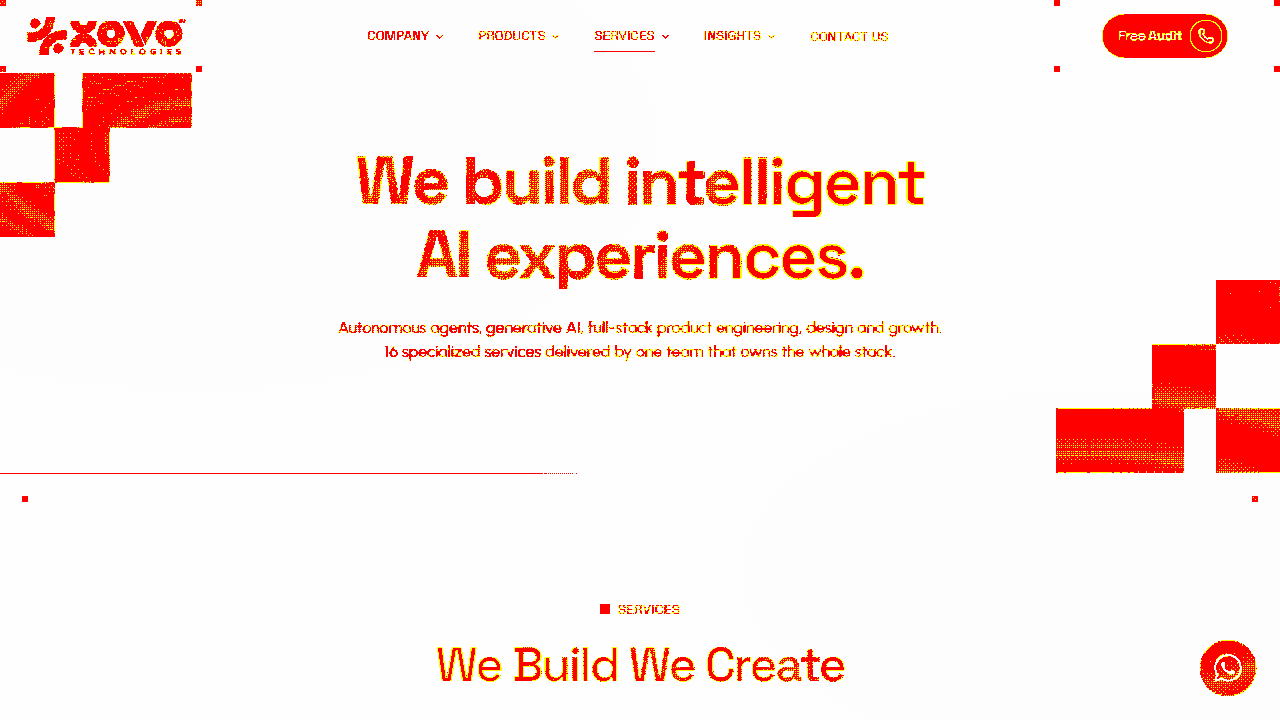 XOVO
TECHNOLOGIES
COMPANY
PRODUCTS
SERVICES
INSIGHTS
CONTACT US
Free Audit
We build intelligent
AI experiences.
Autonomous agents, generative AI, full-stack product engineering, design and growth.
16 specialized services delivered by one team that owns the whole stack.
SERVICES
We Build We Create